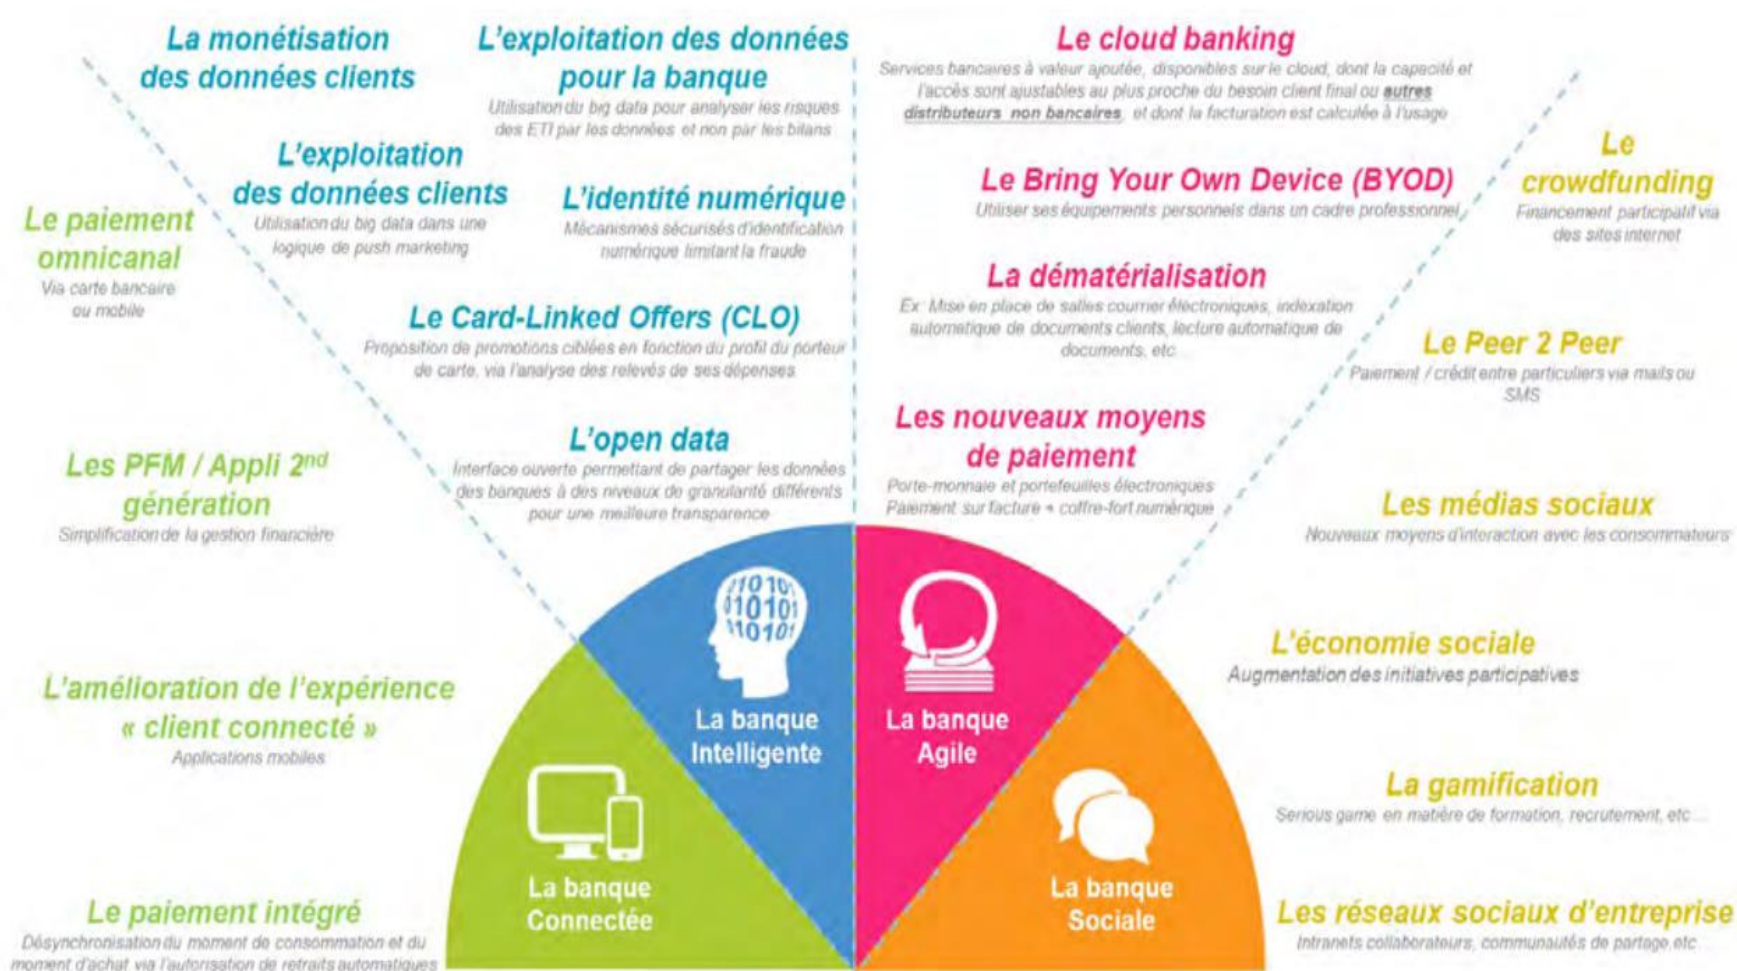 La monétisation
des données clients
L'exploitation des données
pour la banque
Utilisation du big data pour analyser les risques
des ETI par les données et non par les bilans
L'exploitation
des données clients
Utilisation du big data dans une
logique de push marketing
L'identité numérique
Mécanismes sécurisés d'identification
numérique limitant la fraude
Le Card-Linked Offers (CLO)
Proposition de promotions ciblées en fonction du profil du porteur
de carte, via l'analyse des relevés de ses dépenses
L'open data
Interface ouverte permettant de partager les données
des banques à des niveaux de granularité différents
pour une meilleure transparence
Le cloud banking
Services bancaires à valeur ajoutée, disponibles sur le cloud, dont la capacité et
l'accès sont ajustables au plus proche du besoin client final ou autres
distributeurs non bancaires, et dont la facturation est calculée à l'usage
Le Bring Your Own Device (BYOD)
Utiliser ses équipements personnels dans un cadre professionnel
La dématérialisation
Ex: Mise en place de salles courrier électroniques, indexation
automatique de documents clients, lecture automatique de
documents, etc
Les nouveaux moyens
de paiement
Porte-monnaie et portefeuilles électroniques
Paiement sur facture + coffre-fort numérique
Le
crowdfunding
Financement participatif via
des sites internet
Le Peer 2 Peer
Paiement / crédit entre particuliers via mails ou
SMS
Les médias sociaux
Nouveaux moyens d'interaction avec les consommateurs
L'économie sociale
Augmentation des initiatives participatives
La gamification
Serious game en matière de formation, recrutement, etc...
Les réseaux sociaux d'entreprise
Intranets collaborateurs, communautés de partage, etc
Le paiement
omnicanal
Via carte bancaire
ou mobile
Les PFM / Appli 2nd
génération
Simplification de la gestion financière
L'amélioration de l'expérience
« client connecté »
Applications mobiles
Le paiement intégré
Désynchronisation du moment de consommation et du
moment d'achat via l'autorisation de retraits automatiques
10 10
010101
110101
La banque
Intelligente
La banque
Agile
La banque
Connectée
La banque
Sociale